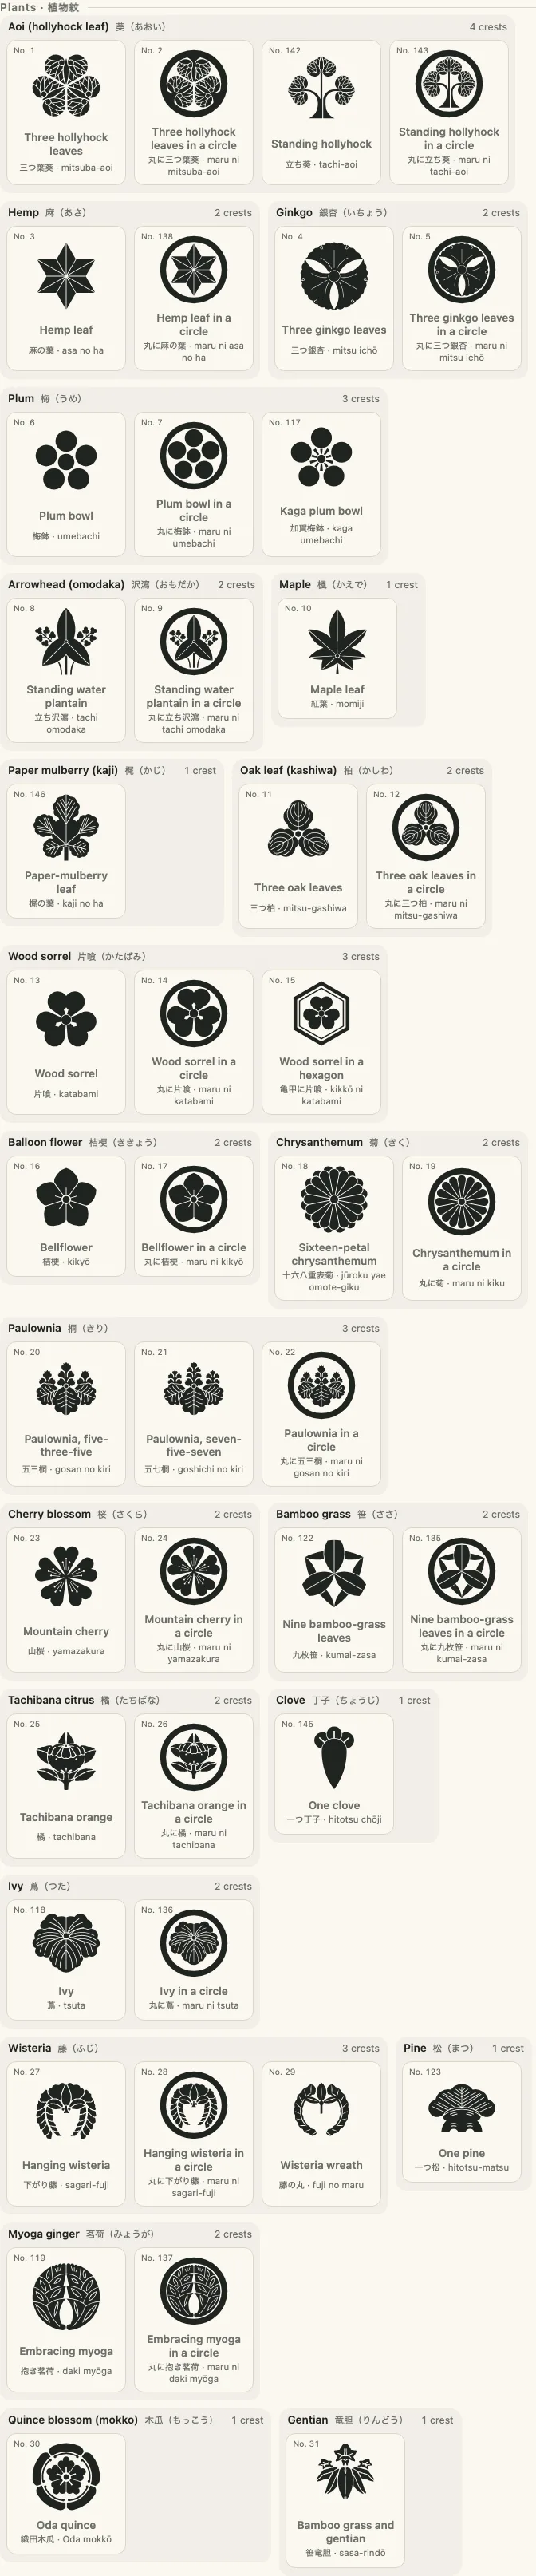 Plants · 植物紋
Aoi (hollyhock leaf) 葵（あおい） 4 crests
No. 1
Three hollyhock
leaves
三つ葉葵 · mitsuba-aoi
No. 2
Three hollyhock
leaves in a circle
丸に三つ葉葵 · maru ni
mitsuba-aoi
No. 142
Standing hollyhock
立ち葵 · tachi-aoi
No. 143
Standing hollyhock
in a circle
丸に立ち葵 · maru ni
tachi-aoi
Hemp 麻（あさ） 2 crests
No. 3
Hemp leaf
麻の葉 · asa no ha
No. 138
Hemp leaf in a
circle
丸に麻の葉 · maru ni asa
no ha
Ginkgo 銀杏（いちょう） 2 crests
No. 4
Three ginkgo leaves
三つ銀杏 · mitsu ichō
No. 5
Three ginkgo leaves
in a circle
丸に三つ銀杏 · maru ni
mitsu ichō
Plum 梅（うめ） 3 crests
No. 6
Plum bowl
梅鉢 · umebachi
No. 7
Plum bowl in a
circle
丸に梅鉢 · maru ni
umebachi
No. 117
Kaga plum bowl
加賀梅鉢 · kaga
umebachi
Arrowhead (omodaka) 沢瀉（おもだか） 2 crests
No. 8
Standing water
plantain
立ち沢瀉 · tachi
omodaka
No. 9
Standing water
plantain in a circle
丸に立ち沢瀉 · maru ni
tachi omodaka
Maple 楓（かえで） 1 crest
No. 10
Maple leaf
紅葉 · momiji
Paper mulberry (kaji) 梶（かじ） 1 crest
No. 146
Paper-mulberry
leaf
梶の葉 · kaji no ha
Oak leaf (kashiwa) 柏（かしわ） 2 crests
No. 11
Three oak leaves
三つ柏 · mitsu-gashiwa
No. 12
Three oak leaves in
a circle
丸に三つ柏 · maru ni
mitsu-gashiwa
Wood sorrel 片喰（かたばみ） 3 crests
No. 13
Wood sorrel
片喰 · katabami
No. 14
Wood sorrel in a
circle
丸に片喰 · maru ni
katabami
No. 15
Wood sorrel in a
hexagon
亀甲に片喰 · kikkō ni
katabami
Balloon flower 桔梗（ききょう） 2 crests
No. 16
Bellflower
桔梗 · kikyō
No. 17
Bellflower in a circle
丸に桔梗 · maru ni kikyō
Chrysanthemum 菊（きく） 2 crests
No. 18
Sixteen-petal
chrysanthemum
十六八重表菊 · jūroku yae
omote-giku
No. 19
Chrysanthemum in
a circle
丸に菊 · maru ni kiku
Paulownia 桐（きり） 3 crests
No. 20
Paulownia, five-
three-five
五三桐 · gosan no kiri
No. 21
Paulownia, seven-
five-seven
五七桐 · goshichi no kiri
No. 22
Paulownia in a
circle
丸に五三桐 · maru ni
gosan no kiri
Cherry blossom 桜（さくら） 2 crests
No. 23
Mountain cherry
山桜 · yamazakura
No. 24
Mountain cherry in
a circle
丸に山桜 · maru ni
yamazakura
Bamboo grass 笹（ささ） 2 crests
No. 122
Nine bamboo-grass
leaves
九枚笹 · kumai-zasa
No. 135
Nine bamboo-grass
leaves in a circle
丸に九枚笹 · maru ni
kumai-zasa
Tachibana citrus 橘（たちばな） 2 crests
No. 25
Tachibana orange
橘 · tachibana
No. 26
Tachibana orange in
a circle
丸に橘 · maru ni
tachibana
Clove 丁子（ちょうじ） 1 crest
No. 145
One clove
一つ丁子 · hitotsu chōji
Ivy 蔦（つた） 2 crests
No. 118
Ivy
蔦 · tsuta
No. 136
Ivy in a circle
丸に蔦 · maru ni tsuta
Wisteria 藤（ふじ） 3 crests
No. 27
Hanging wisteria
下がり藤 · sagari-fuji
No. 28
Hanging wisteria in
a circle
丸に下がり藤 · maru ni
sagari-fuji
No. 29
Wisteria wreath
藤の丸 · fuji no maru
Pine 松（まつ） 1 crest
No. 123
One pine
一つ松 · hitotsu-matsu
Myoga ginger 茗荷（みょうが） 2 crests
No. 119
Embracing myoga
抱き茗荷 · daki myōga
No. 137
Embracing myoga
in a circle
丸に抱き茗荷 · maru ni
daki myōga
Quince blossom (mokko) 木瓜（もっこう） 1 crest
No. 30
Oda quince
織田木瓜 · Oda mokkō
Gentian 竜胆（りんどう） 1 crest
No. 31
Bamboo grass and
gentian
笹竜胆 · sasa-rindō